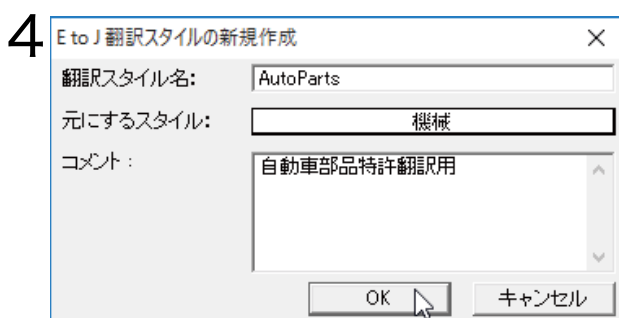 4
E to J 翻訳スタイルの新規作成
翻訳スタイル名: AutoParts
元にするスタイル: 機械
コメント: 自動車部品特許翻訳用
OK キャンセル